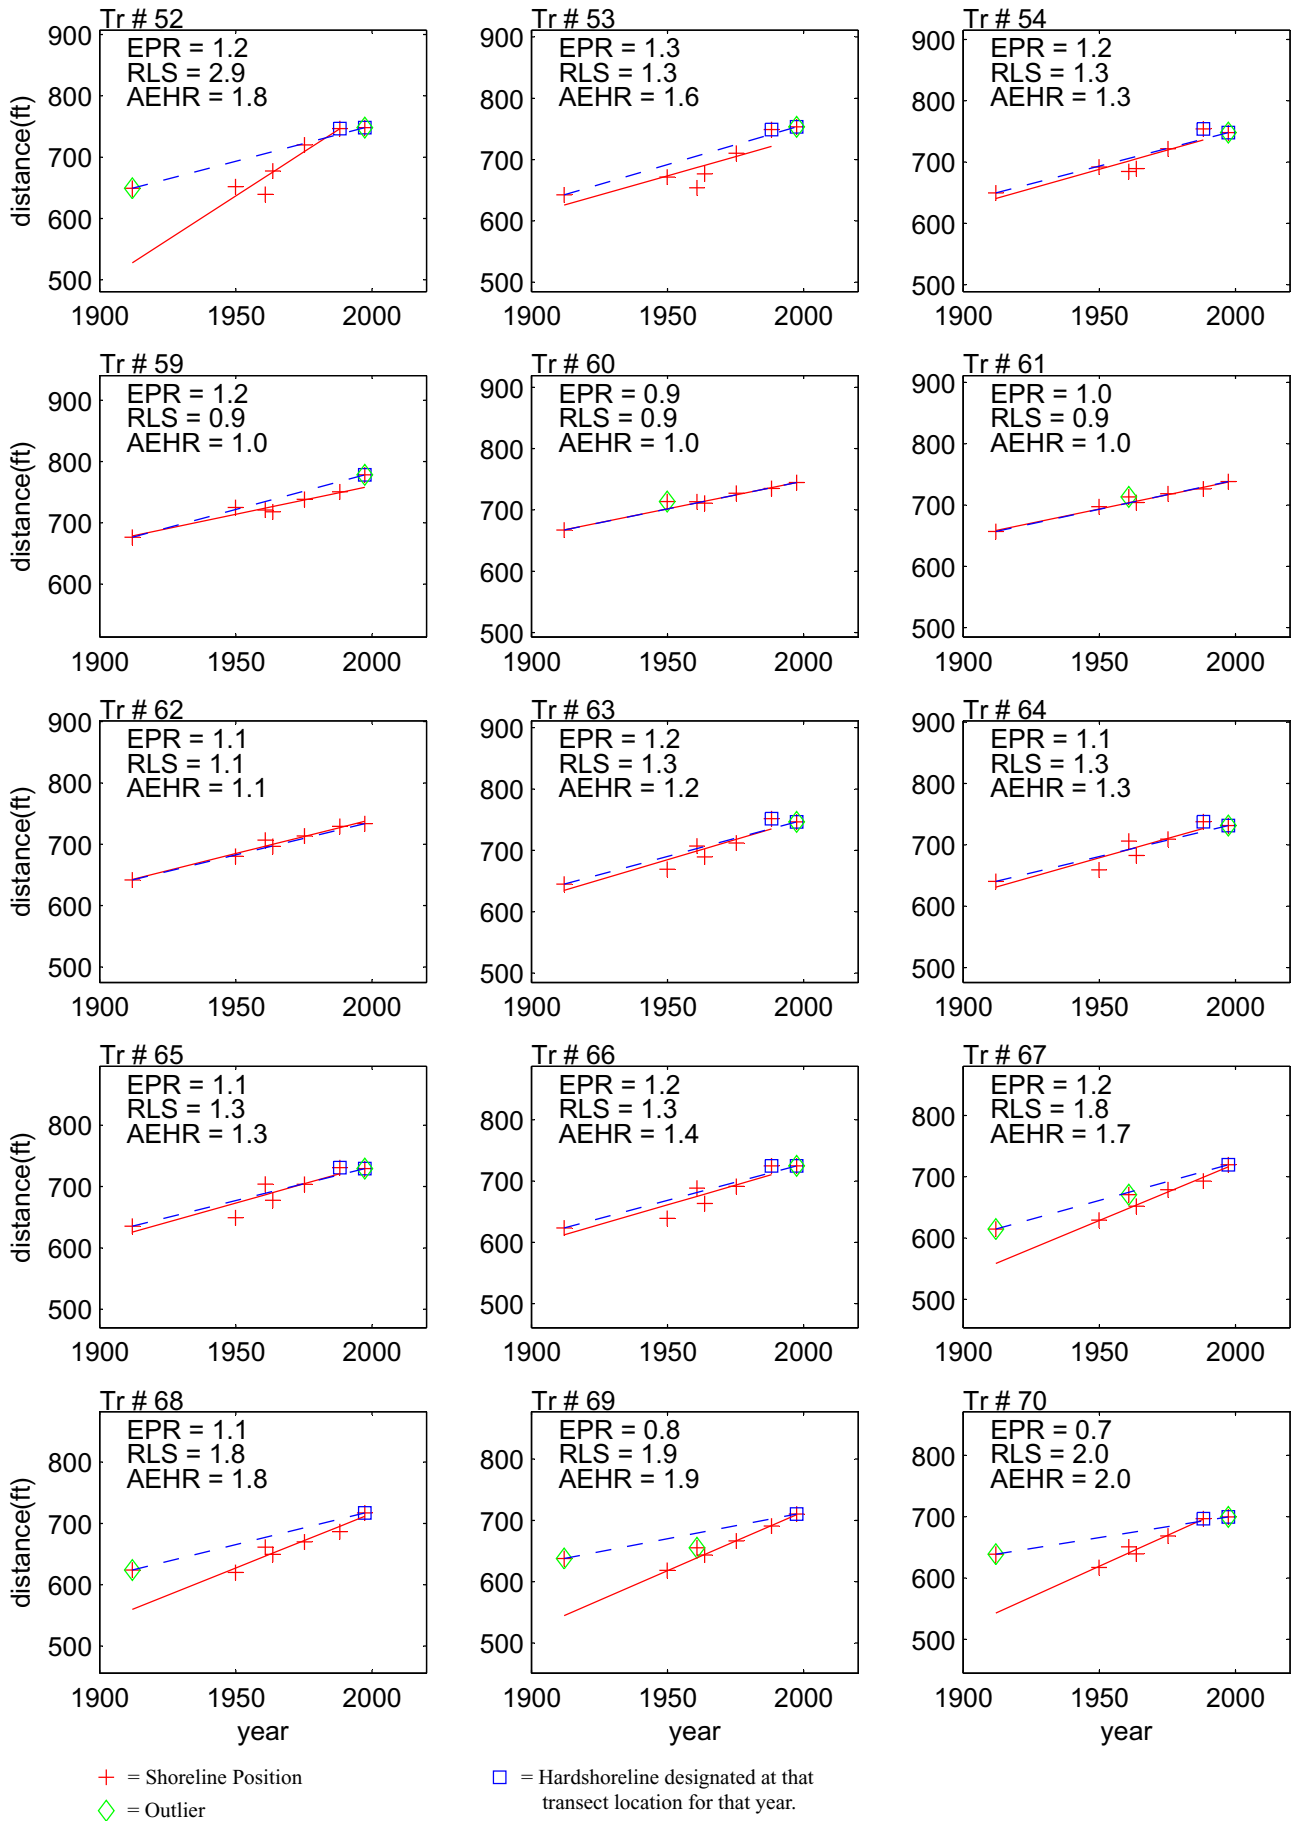 Tr # 52
EPR = 1.2
RLS = 2.9
AEHR = 1.8
900
800
700
600
500
distance(ft)
1900 1950 2000
Tr # 53
EPR = 1.3
RLS = 1.3
AEHR = 1.6
900
800
700
600
500
1900 1950 2000
Tr # 54
EPR = 1.2
RLS = 1.3
AEHR = 1.3
900
800
700
600
500
1900 1950 2000
Tr # 59
EPR = 1.2
RLS = 0.9
AEHR = 1.0
900
800
700
600
distance(ft)
1900 1950 2000
Tr # 60
EPR = 0.9
RLS = 0.9
AEHR = 1.0
900
800
700
600
500
1900 1950 2000
Tr # 61
EPR = 1.0
RLS = 0.9
AEHR = 1.0
900
800
700
600
500
1900 1950 2000
Tr # 62
EPR = 1.1
RLS = 1.1
AEHR = 1.1
900
800
700
600
500
distance(ft)
1900 1950 2000
Tr # 63
EPR = 1.2
RLS = 1.3
AEHR = 1.2
900
800
700
600
500
1900 1950 2000
Tr # 64
EPR = 1.1
RLS = 1.3
AEHR = 1.3
900
800
700
600
500
1900 1950 2000
Tr # 65
EPR = 1.1
RLS = 1.3
AEHR = 1.3
800
700
600
500
distance(ft)
1900 1950 2000
Tr # 66
EPR = 1.2
RLS = 1.3
AEHR = 1.4
800
700
600
500
1900 1950 2000
Tr # 67
EPR = 1.2
RLS = 1.8
AEHR = 1.7
800
700
600
500
1900 1950 2000
Tr # 68
EPR = 1.1
RLS = 1.8
AEHR = 1.8
800
700
600
500
distance(ft)
1900 1950 2000
year
Tr # 69
EPR = 0.8
RLS = 1.9
AEHR = 1.9
800
700
600
500
1900 1950 2000
year
Tr # 70
EPR = 0.7
RLS = 2.0
AEHR = 2.0
800
700
600
500
1900 1950 2000
year
= Shoreline Position
= Outlier
= Hardshoreline designated at that
transect location for that year.